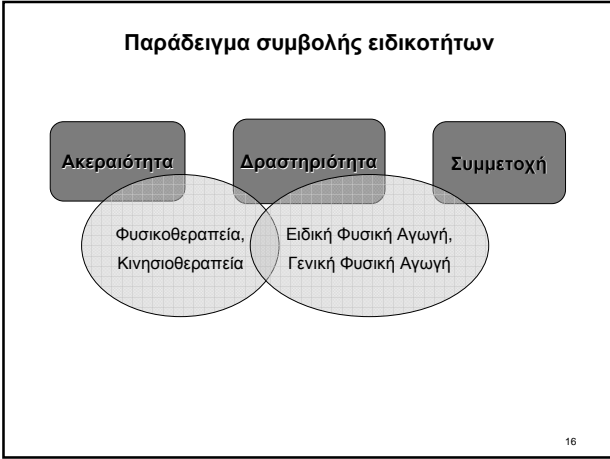 Παράδειγμα συμβολής ειδικοτήτων
Ακεραιότητα
Δραστηριότητα
Συμμετοχή
Φυσικοθεραπεία,
Κινησιοθεραπεία
Ειδική Φυσική Αγωγή,
Γενική Φυσική Αγωγή
16